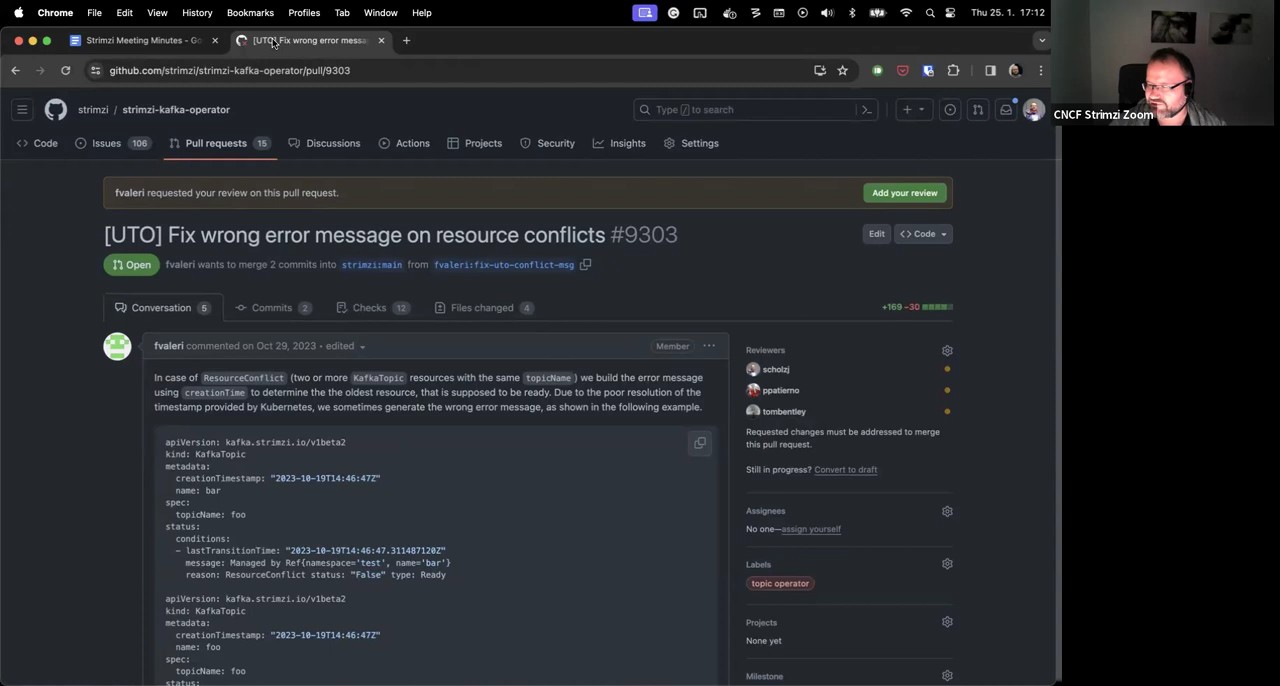 Chrome File Edit View History Bookmarks Profiles Tab Window Help Thu 25. 1. 17:12
Strimzi Meeting Minutes - Go
[UTO] Fix wrong error messa
github.com/strimzi/strimzi-kafka-operator/pull/9303
CNCF Strimzi Zoom
strimzi / strimzi-kafka-operator
Type / to search
Code Issues 106 Pull requests 15 Discussions Actions Projects Security Insights Settings
fvaleri requested your review on this pull request.
Add your review
[UTO] Fix wrong error message on resource conflicts #9303
Edit
<> Code
Open
fvaleri wants to merge 2 commits into strimzi:main from fvaleri:fix-uto-conflict-msg
Conversation 5 Commits 2 Checks 12 Files changed 4
+169 −30
fvaleri commented on Oct 29, 2023 • edited
Member
In case of ResourceConflict (two or more KafkaTopic resources with the same topicName) we build the error message
using creationTime to determine the the oldest resource, that is supposed to be ready. Due to the poor resolution of the
timestamp provided by Kubernetes, we sometimes generate the wrong error message, as shown in the following example.
apiVersion: kafka.strimzi.io/v1beta2
kind: KafkaTopic
metadata:
creationTimestamp: "2023-10-19T14:46:47Z"
name: bar
spec:
topicName: foo
status:
conditions:
- lastTransitionTime: "2023-10-19T14:46:47.311487120Z"
message: Managed by Ref{namespace='test', name='bar'}
reason: ResourceConflict status: "False" type: Ready
apiVersion: kafka.strimzi.io/v1beta2
kind: KafkaTopic
metadata:
creationTimestamp: "2023-10-19T14:46:47Z"
name: foo
spec:
topicName: foo
status:
Reviewers
scholzj
ppatierno
tombentley
Requested changes must be addressed to merge
this pull request.
Still in progress? Convert to draft
Assignees
No one—assign yourself
Labels
topic operator
Projects
None yet
Milestone